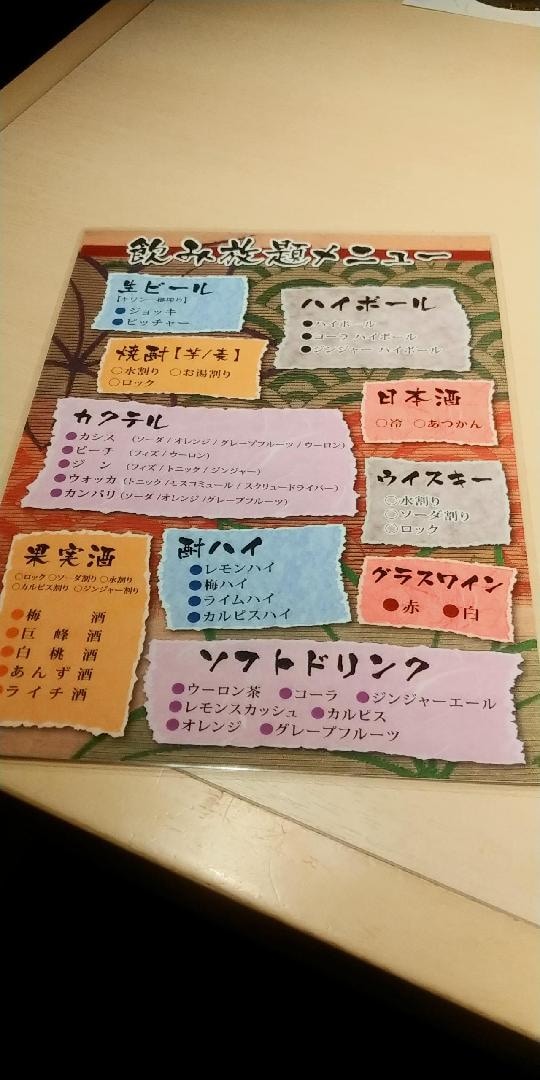 飲み放題メニュー
生ビール
【キリン一番搾り】
●ジョッキ
●ピッチャー
ハイボール
●ハイボール
●コーラ ハイボール
●ジンジャー ハイボール
焼酎【芋/麦】
○水割り ○お湯割り
○ロック
日本酒
○冷 ○あつかん
カクテル
●カシス (ソーダ/オレンジ/グレープフルーツ/ウーロン)
●ピーチ (フィズ/ウーロン)
●ジン (フィズ/トニック/ジンジャー)
●ウォッカ (トニック/モスコミュール/スクリュードライバー)
●カンパリ (ソーダ/オレンジ/グレープフルーツ)
ウイスキー
○水割り
○ソーダ割り
○ロック
果実酒
○ロック ○ソーダ割り ○水割り
○カルピス割り ○ジンジャー割り
●梅酒
●巨峰酒
●白桃酒
●あんず酒
ライチ酒
酎ハイ
●レモンハイ
●梅ハイ
●ライムハイ
●カルピスハイ
グラスワイン
●赤 ●白
ソフトドリンク
●ウーロン茶 ●コーラ ●ジンジャーエール
●レモンスカッシュ ●カルピス
●オレンジ ●グレープフルーツ